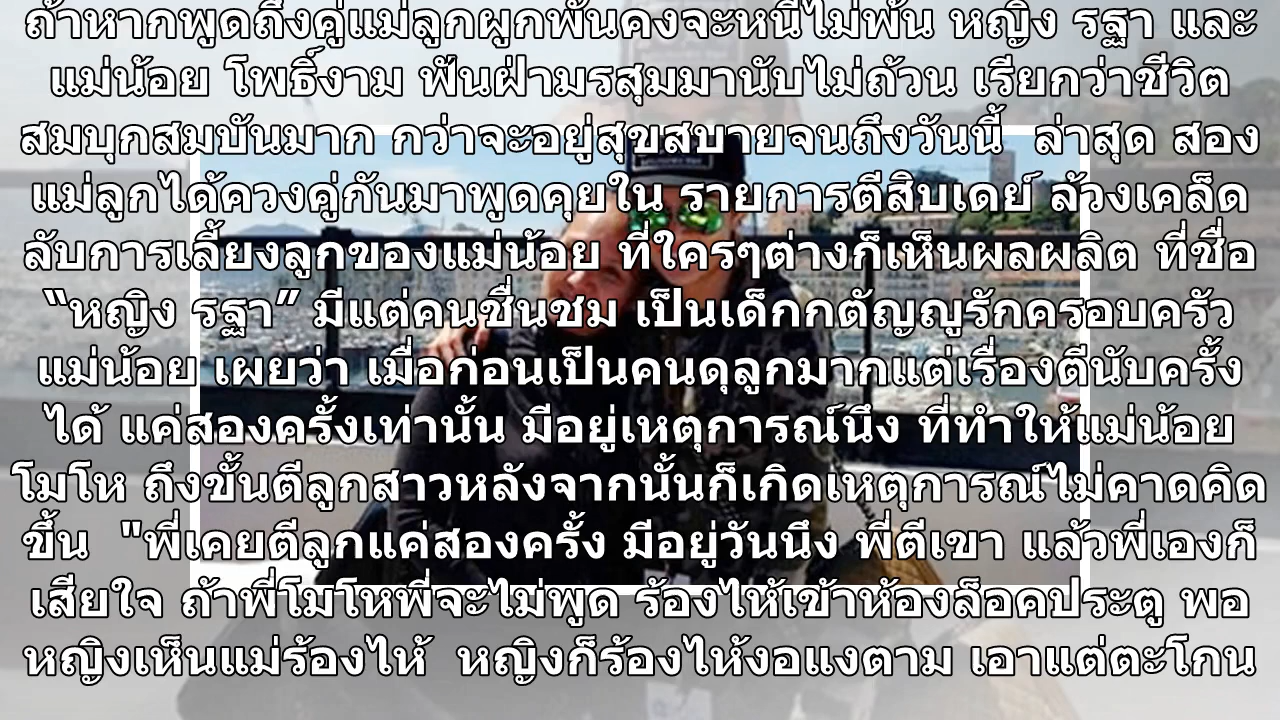 ถ้าหากพูดถึงคู่แม่ลูกผูกพันคงจะหนีไม่พ้น หญิง รฐา และ
แม่น้อย โพธิ์งาม ฟันฝ่ามรสุมมานับไม่ถ้วน เรียกว่าชีวิต
สมบุกสมบันมาก กว่าจะอยู่สุขสบายจนถึงวันนี้ ล่าสุด สอง
แม่ลูกได้ควงคู่กันมาพูดคุยใน รายการตีสิบเดย์ ล้วงเคล็ด
ลับการเลี้ยงลูกของแม่น้อย ที่ใครๆต่างก็เห็นผลผลิต ที่ชื่อ
“หญิง รฐา” มีแต่คนชื่นชม เป็นเด็กกตัญญูรักครอบครัว
แม่น้อย เผยว่า เมื่อก่อนเป็นคนดุลูกมากแต่เรื่องตีนับครั้ง
ได้ แค่สองครั้งเท่านั้น มีอยู่เหตุการณ์นึง ที่ทำให้แม่น้อย
โมโห ถึงขั้นตีลูกสาวหลังจากนั้นก็เกิดเหตุการณ์ไม่คาดคิด
ขึ้น "พี่เคยตีลูกแค่สองครั้ง มีอยู่วันนึง พี่ตีเขา แล้วพี่เองก็
เสียใจ ถ้าพี่โมโหพี่จะไม่พูด ร้องไห้เข้าห้องล็อคประตู พอ
หญิงเห็นแม่ร้องไห้ หญิงก็ร้องไห้งอแงตาม เอาแต่ตะโกน